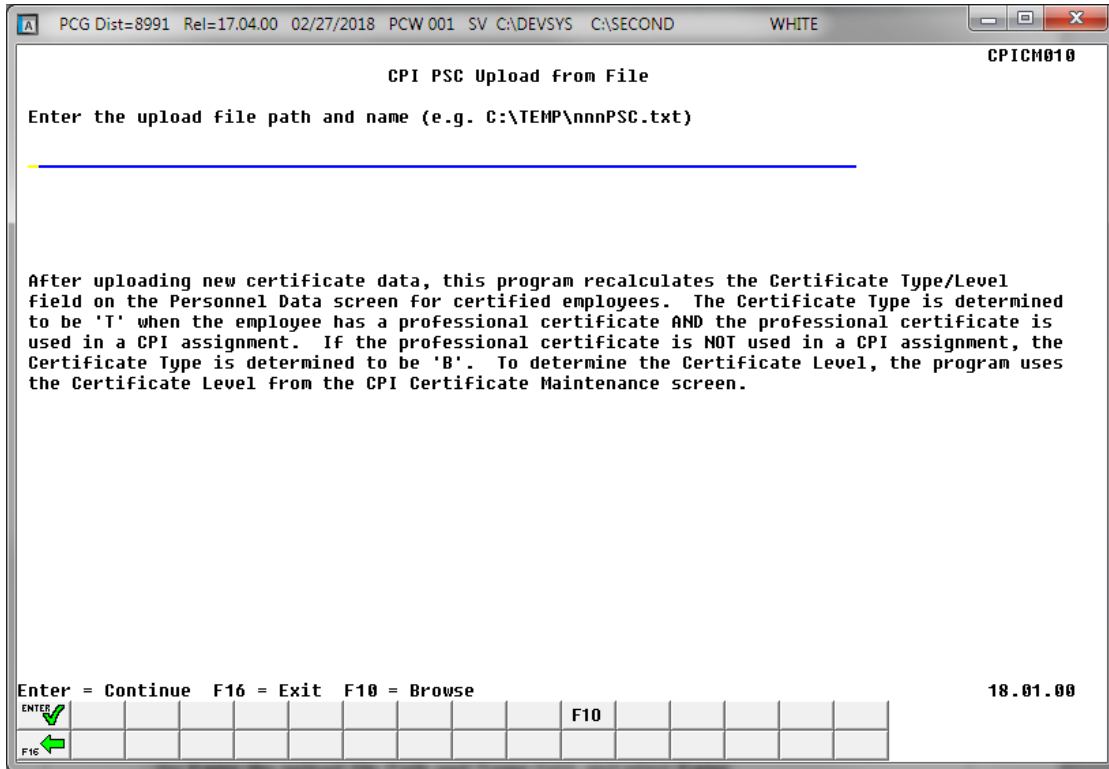 A PCG Dist=8991 Rel=17.04.00 02/27/2018 PCW 001 SV C:\DEVSYS C:\SECOND WHITE
CPICM010
CPI PSC Upload from File
Enter the upload file path and name (e.g. C:\TEMP\nnnPSC.txt)
After uploading new certificate data, this program recalculates the Certificate Type/Level
field on the Personnel Data screen for certified employees. The Certificate Type is determined
to be 'T' when the employee has a professional certificate AND the professional certificate is
used in a CPI assignment. If the professional certificate is NOT used in a CPI assignment, the
Certificate Type is determined to be 'B'. To determine the Certificate Level, the program uses
the Certificate Level from the CPI Certificate Maintenance screen.
Enter = Continue F16 = Exit F10 = Browse 18.01.00
ENTER F10
F16